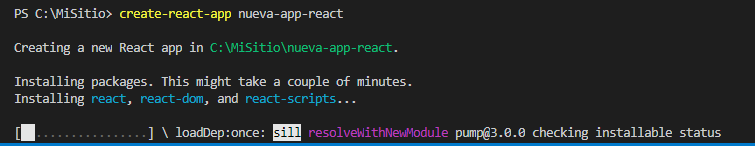 PS C:\MiSitio> create-react-app nueva-app-react
Creating a new React app in C:\MiSitio\nueva-app-react.
Installing packages. This might take a couple of minutes.
Installing react, react-dom, and react-scripts...
[  ................] \ loadDep:once: sill resolveWithNewModule pump@3.0.0 checking installable status